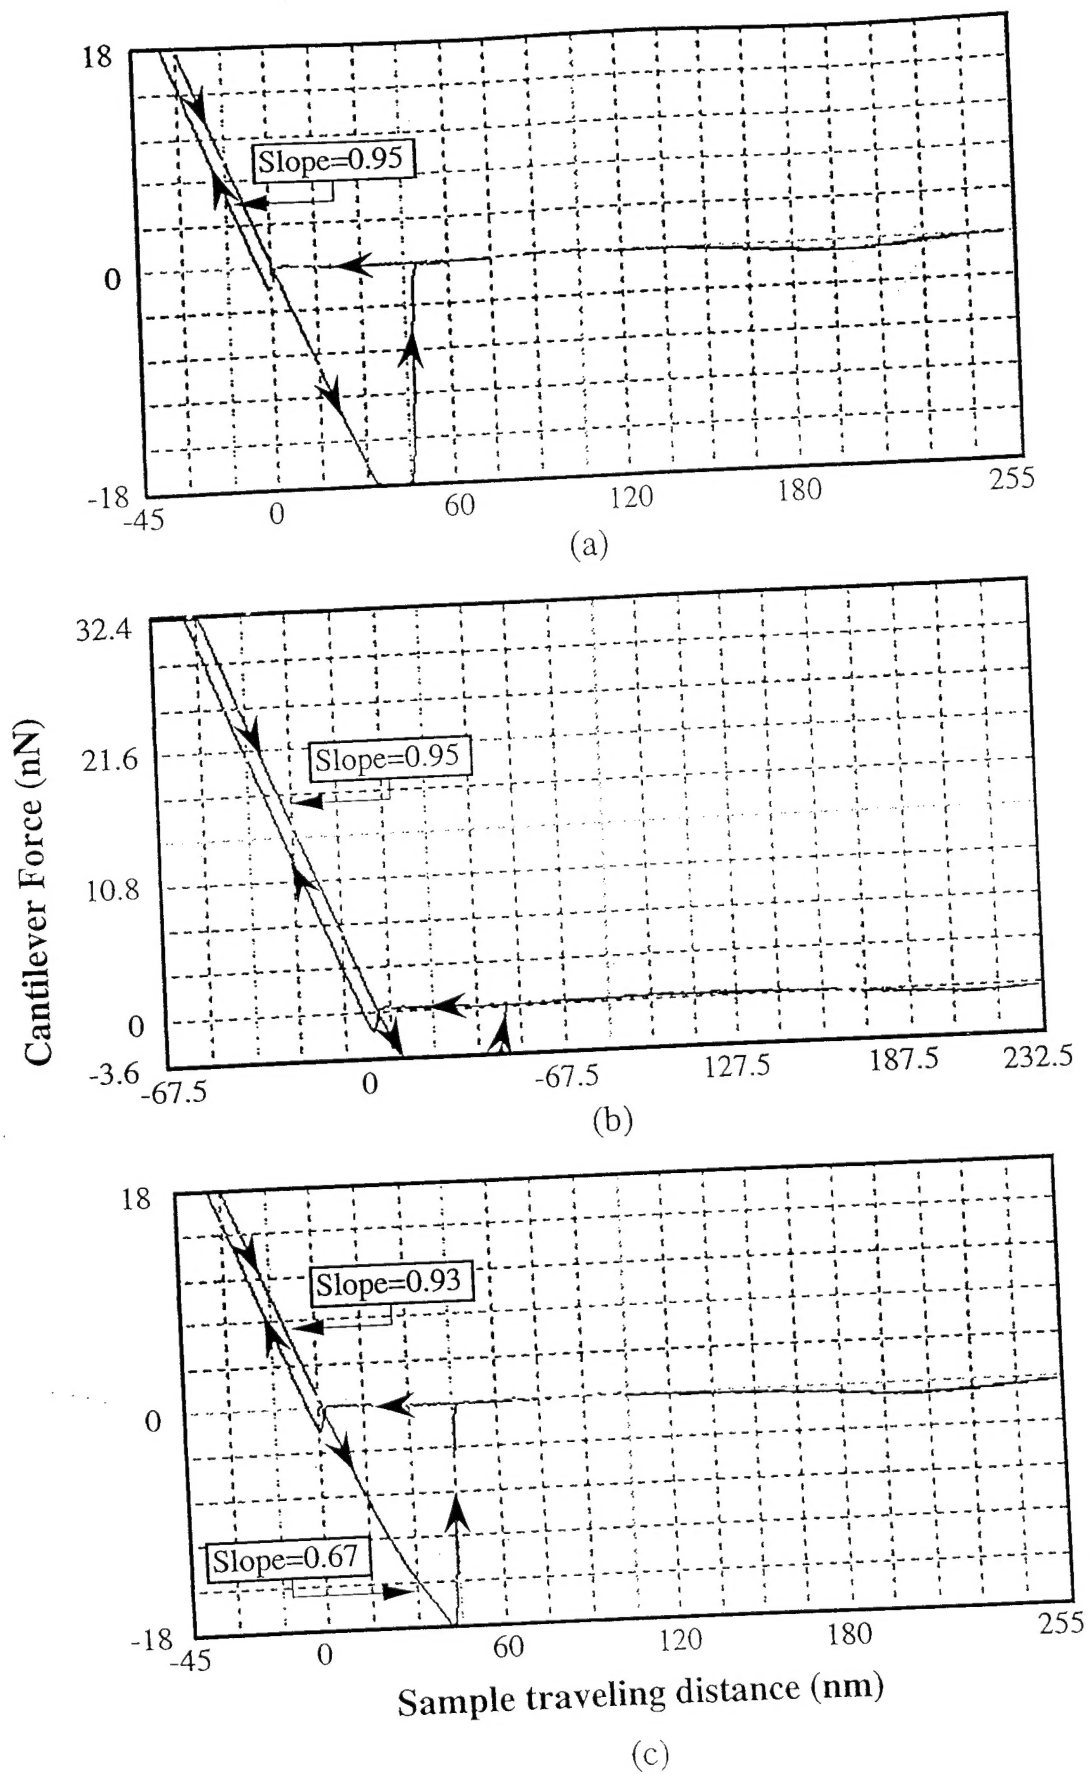 18
Slope=0.95
0
-18
-45 0 60 120 180 255
(a)
32.4
21.6
Slope=0.95
10.8
0
-3.6
-67.5 0 -67.5 127.5 187.5 232.5
(b)
Cantilever Force (nN)
18
Slope=0.93
0
Slope=0.67
-18
-45 0 60 120 180 255
Sample traveling distance (nm)
(c)